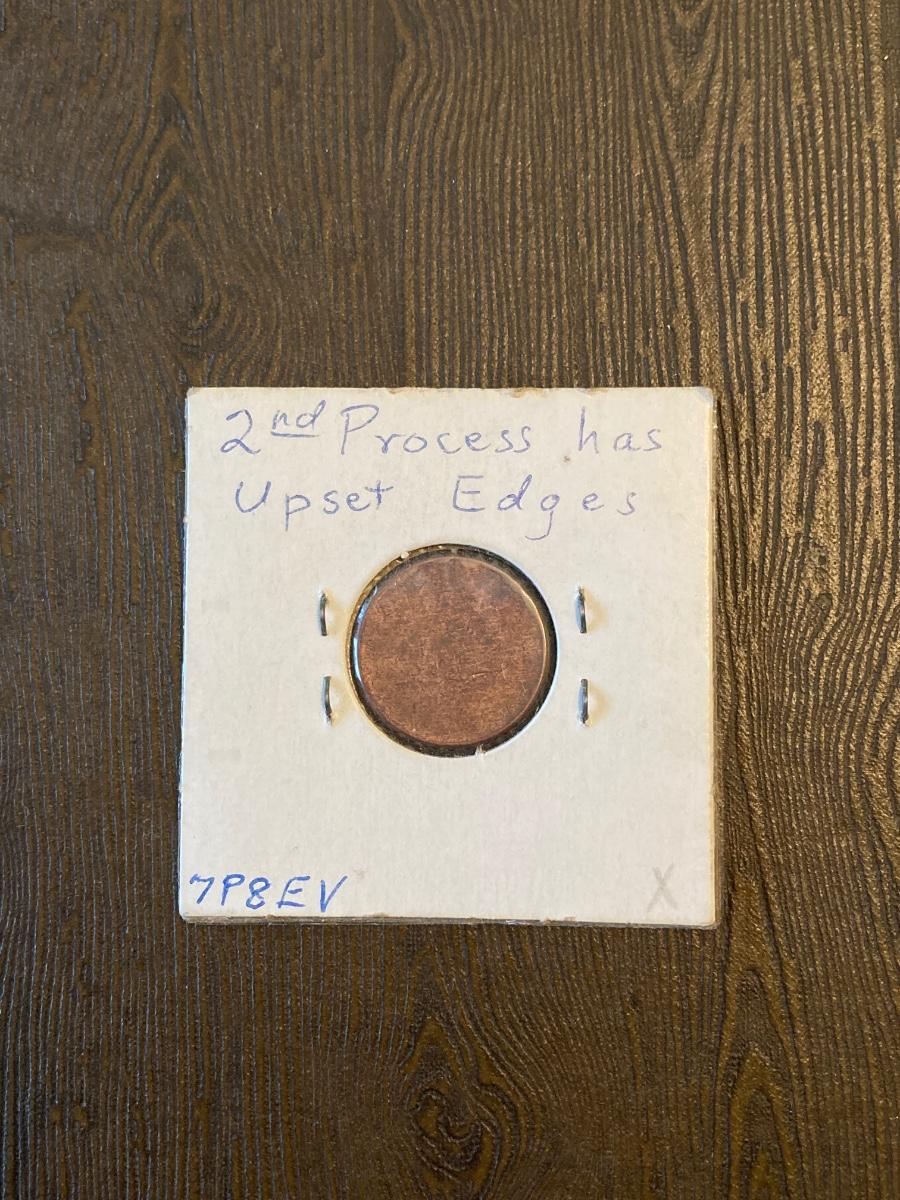 2nd Process has
Upset Edges
7P8EV
X